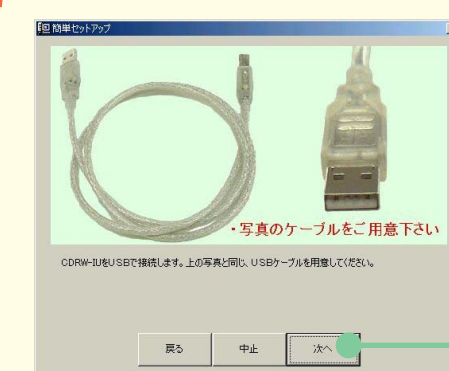 簡単セットアップ
・写真のケーブルをご用意下さい
CDRW-IUをUSBで接続します。上の写真と同じ、USBケーブルを用意してください。
戻る
中止
次へ